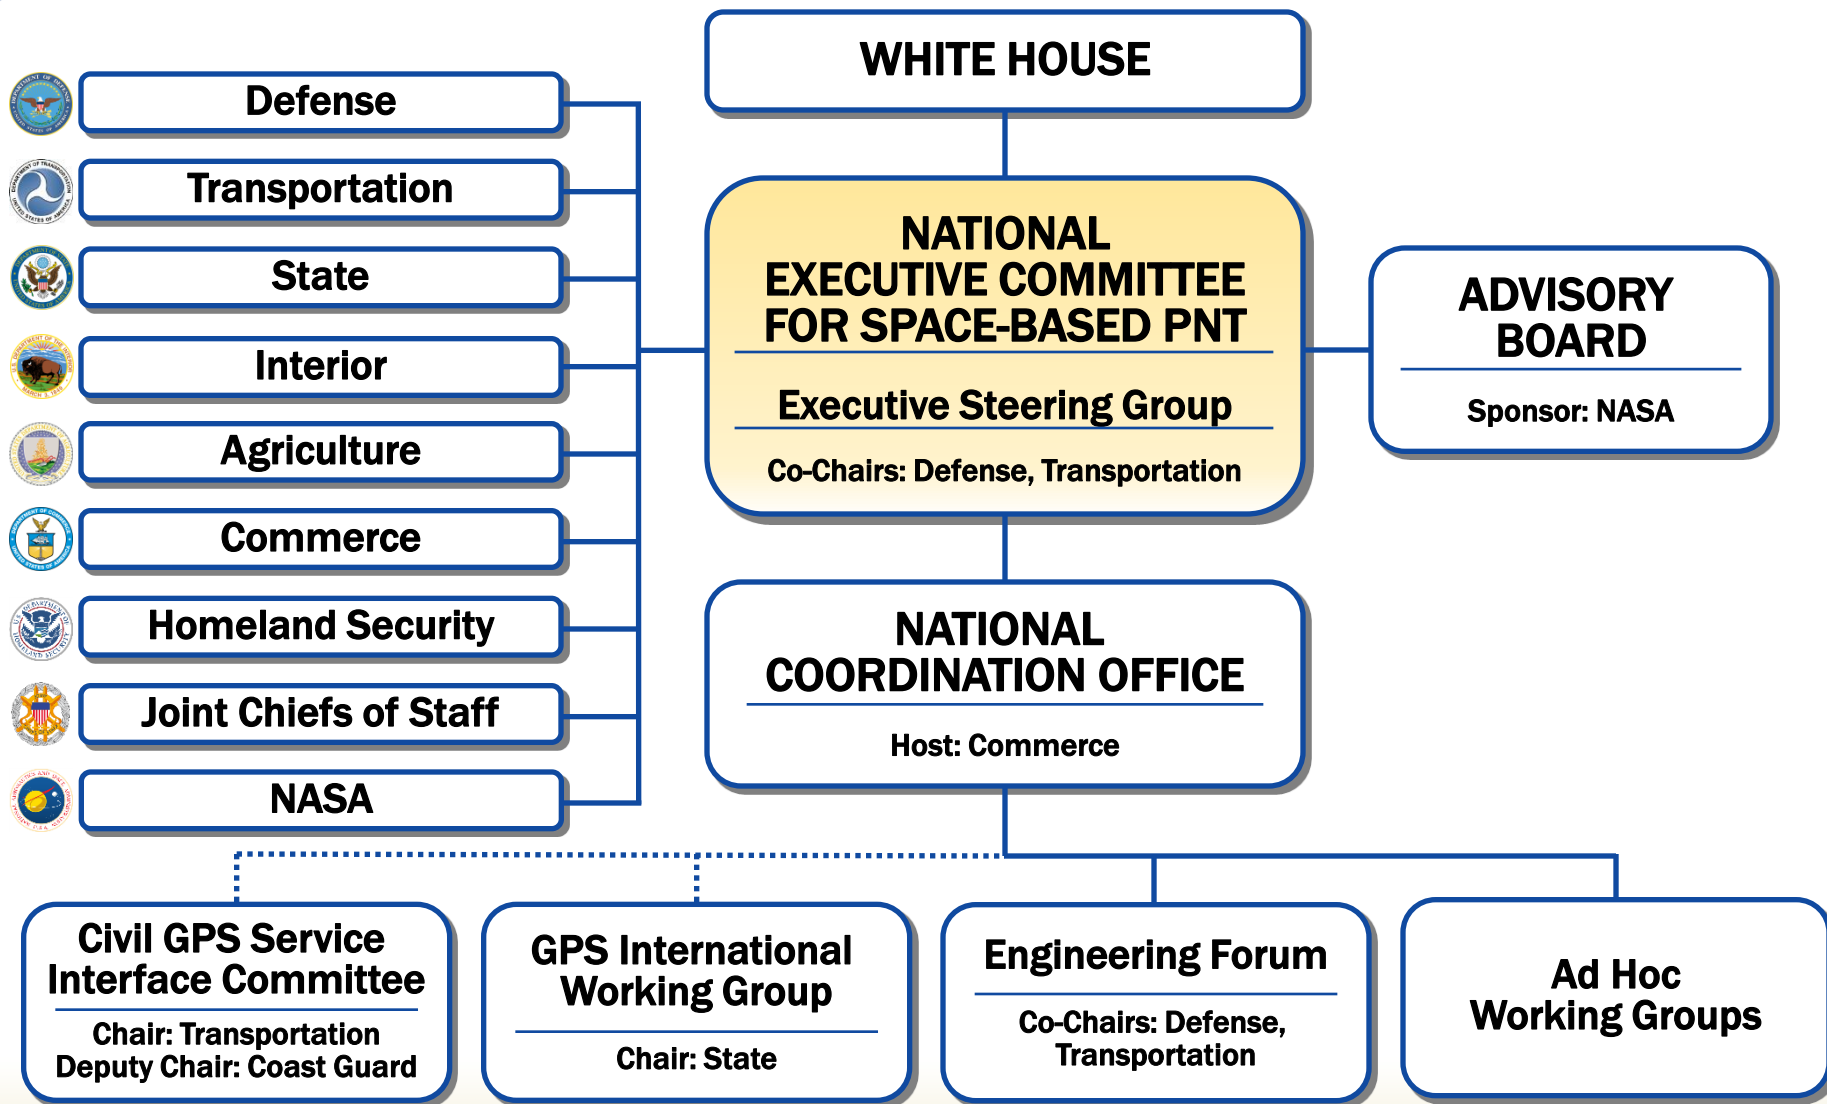 WHITE HOUSE
Defense
Transportation
State
Interior
Agriculture
Commerce
Homeland Security
Joint Chiefs of Staff
NASA
NATIONAL
EXECUTIVE COMMITTEE
FOR SPACE-BASED PNT
Executive Steering Group
Co-Chairs: Defense, Transportation
ADVISORY
BOARD
Sponsor: NASA
NATIONAL
COORDINATION OFFICE
Host: Commerce
Civil GPS Service
Interface Committee
Chair: Transportation
Deputy Chair: Coast Guard
GPS International
Working Group
Chair: State
Engineering Forum
Co-Chairs: Defense,
Transportation
Ad Hoc
Working Groups